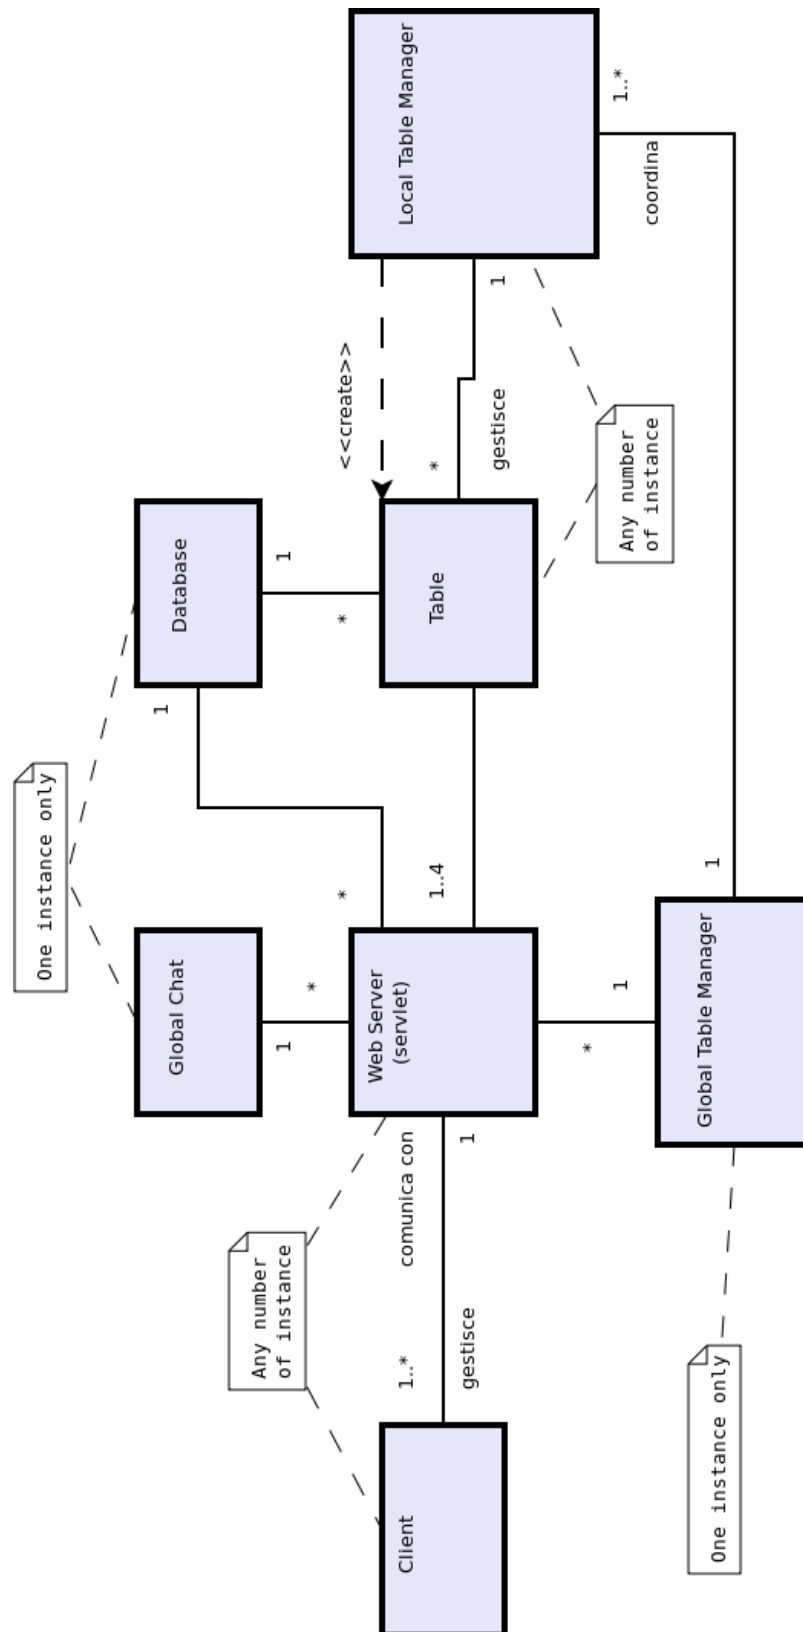 One instance only
Global Chat
Database
1
Any number
of instance
1
1
*
*
*
<<create>>
Web Server
(servlet)
Client
1..*
comunica con
Local Table Manager
1..4
Table
*
gestisce
1
gestisce
1
*
1
Any number
of instance
1..*
coordina
One instance only
Global Table Manager
1